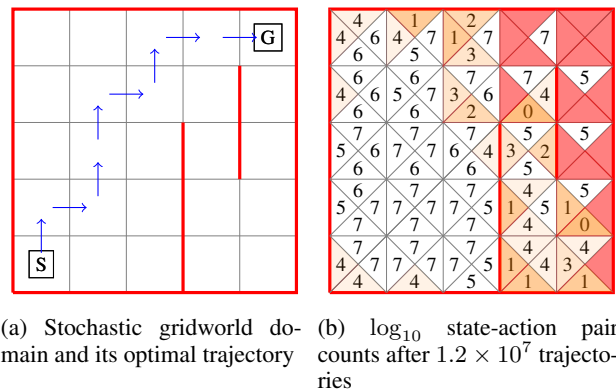 G
S
4 1 2
4 6 4 7 1 7 7
6 5 3
6 6 7 7 5
4 6 5 7 3 6 4
6 6 2 0
7 7 7 5 5
5 6 6 7 6 4 3 2
6 7 7 5
6 7 7 4 5
5 7 7 7 7 5 1 5 1
7 7 7 4 0
7 7 7 4 4
4 7 7 7 7 5 1 4 3
4 4 5 1 1
(a) Stochastic gridworld do-
main and its optimal trajectory
(b) log₁₀ state-action pair
counts after 1.2 × 10⁷ trajecto-
ries